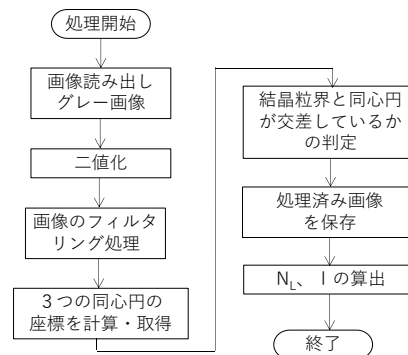 処理開始
画像読み出し
グレー画像
二値化
画像のフィルタ
リング処理
３つの同心円の
座標を計算・取得
結晶粒界と同心円
が交差しているか
の判定
処理済み画像
を保存
NL、 l の算出
終了